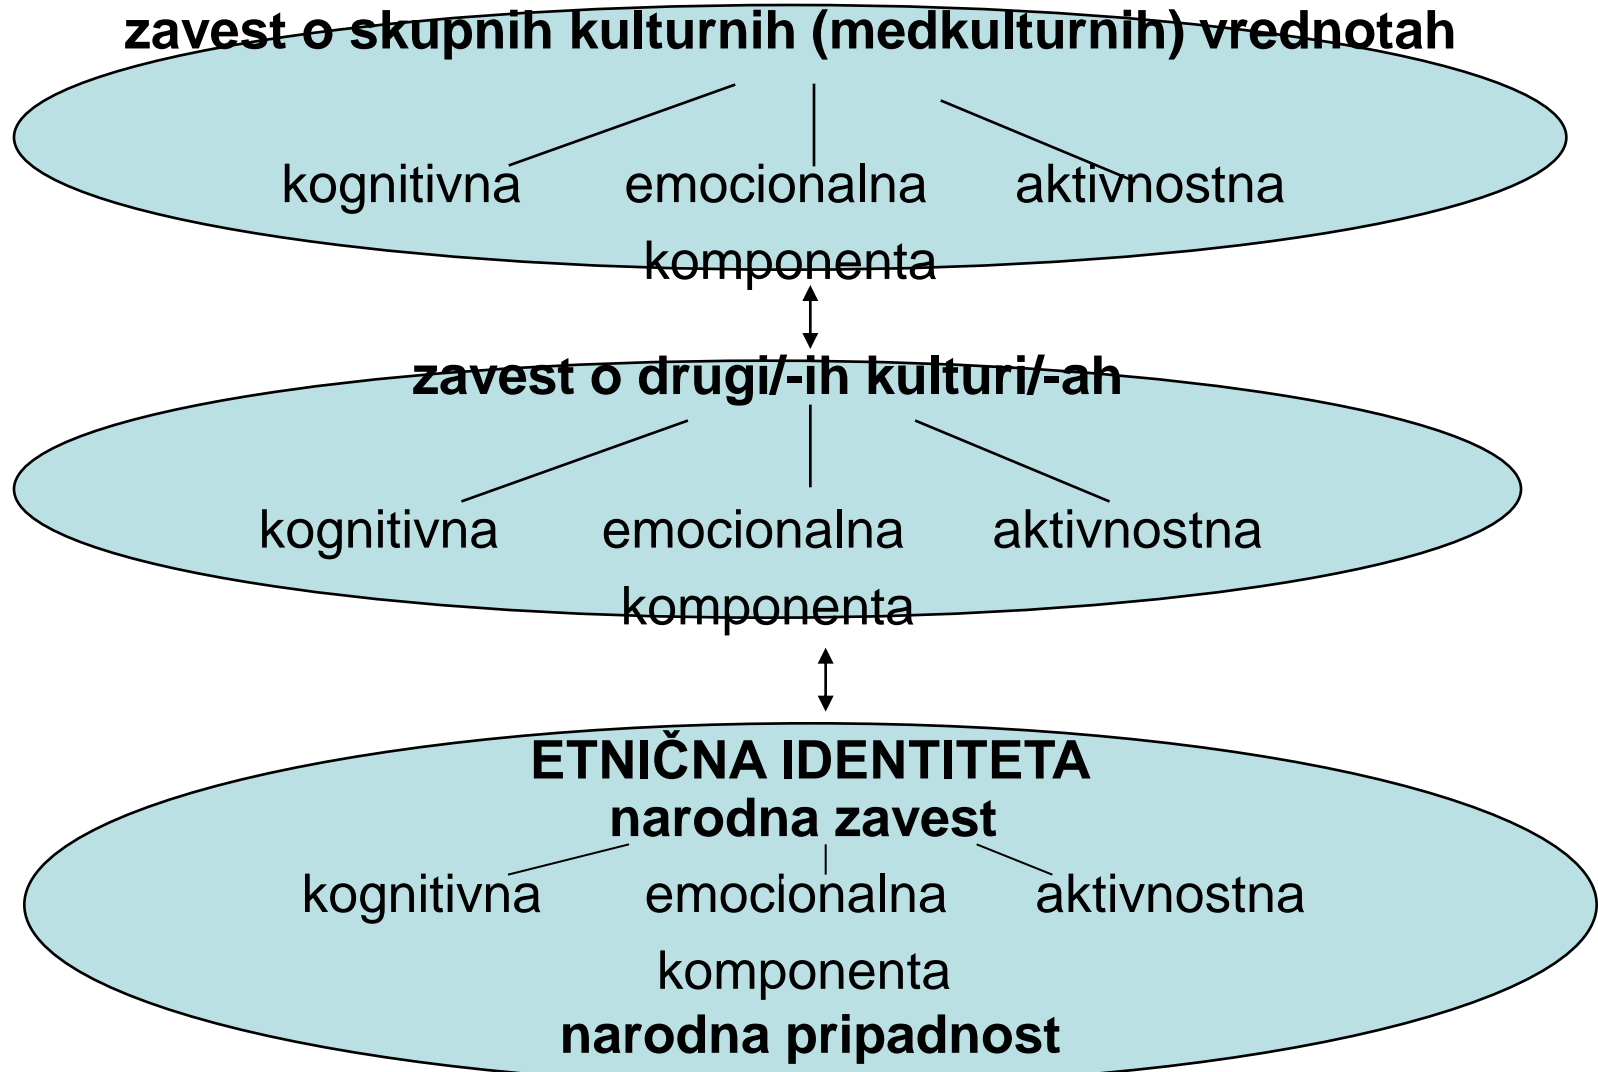 zavest o skupnih kulturnih (medkulturnih) vrednotah
kognitivna emocionalna aktivnostna
komponenta
zavest o drugi/-ih kulturi/-ah
kognitivna emocionalna aktivnostna
komponenta
ETNIČNA IDENTITETA
narodna zavest
kognitivna emocionalna aktivnostna
komponenta
narodna pripadnost